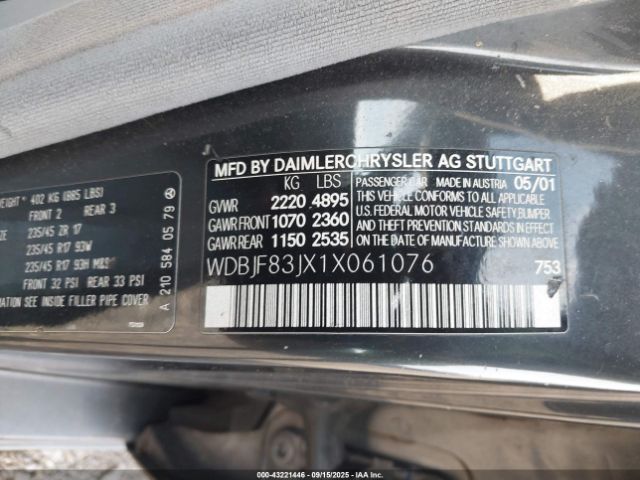 EIGHT 402 KG (885 LBS)
FRONT 2 REAR 3
ZE 235/45 ZR 17
235/45 R17 93W
235/45 R17 93H M&S
FRONT 32 PSI REAR 33 PSI
SEE INSIDE FILLER PIPE COVER)
A 210 584 05 79
MFD BY DAIMLERCHRYSLER AG STUTTGART
KG LBS PASSENGER CAR MADE IN AUSTRIA 05/01
GVWR 2220 4895 THIS VEHICLE CONFORMS TO ALL APPLICABLE
GAWR FRONT 1070 2360 U.S. FEDERAL MOTOR VEHICLE SAFETY, BUMPER
GAWR REAR 1150 2535 AND THEFT PREVENTION STANDARDS IN EFFECT
ON THE DATE OF MANUFACTURE SHOWN ABOVE.
WDBJF83JX1X061076 753
000-43221446 - 09/15/2025 - IAAI.COM